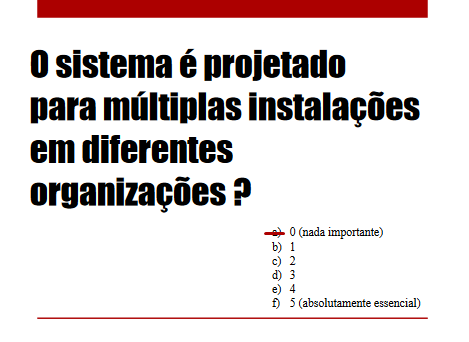 O sistema é projetado
para múltiplas instalações
em diferentes
organizações ?
a) 0 (nada importante)
b) 1
c) 2
d) 3
e) 4
f) 5 (absolutamente essencial)